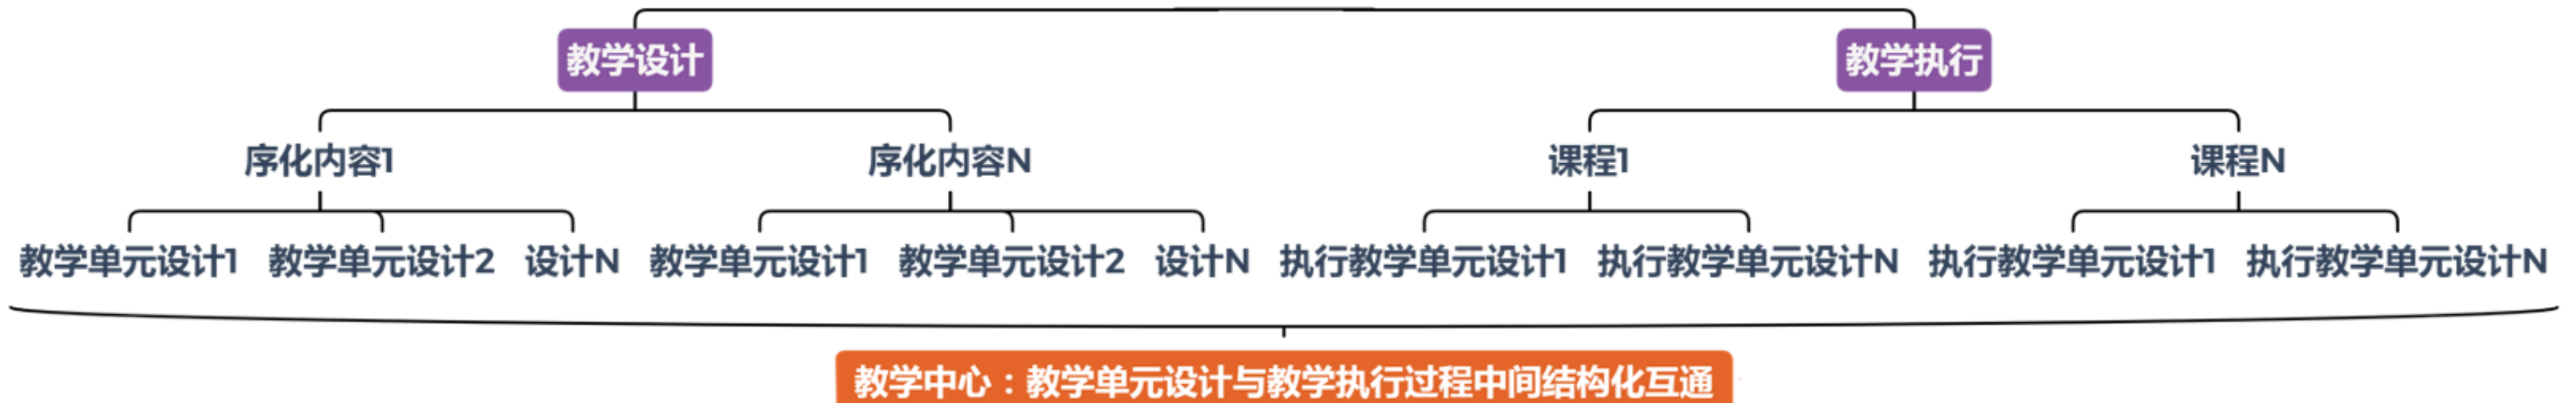 教学设计 教学执行
序化内容1 序化内容N 课程1 课程N
教学单元设计1 教学单元设计2 设计N 教学单元设计1 教学单元设计2 设计N 执行教学单元设计1 执行教学单元设计N 执行教学单元设计1 执行教学单元设计N
教学中心：教学单元设计与教学执行过程中间结构化互通